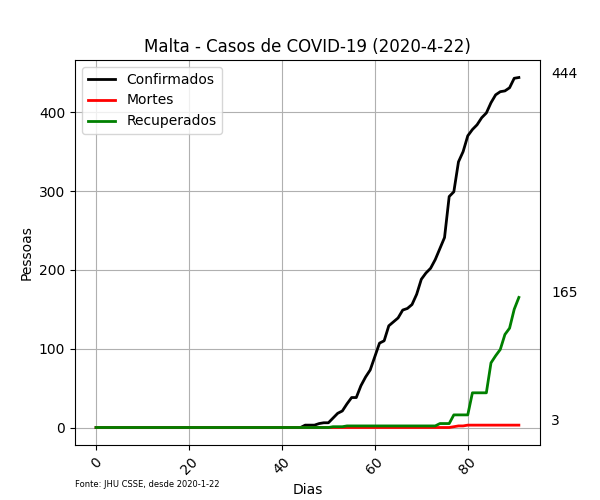 Malta - Casos de COVID-19 (2020-4-22)
Confirmados
Mortes
Recuperados
444
165
3
Pessoas
400
300
200
100
0
0
20
40
60
80
Dias
Fonte: JHU CSSE, desde 2020-1-22